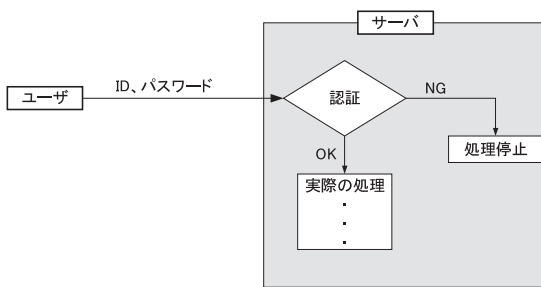 サーバ
ユーザ
ID、パスワード
認証
NG
処理停止
OK
実際の処理
・
・
・